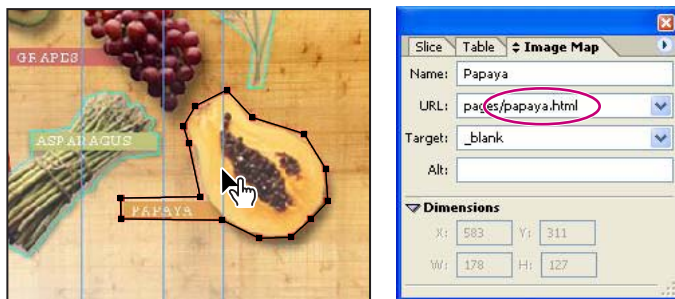 GRAPES
ASPARAGUS
PAPAYA
Slice Table Image Map
Name: Papaya
URL: pages/papaya.html
Target: _blank
Alt:
Dimensions
X: 583 Y: 311
W: 178 H: 127